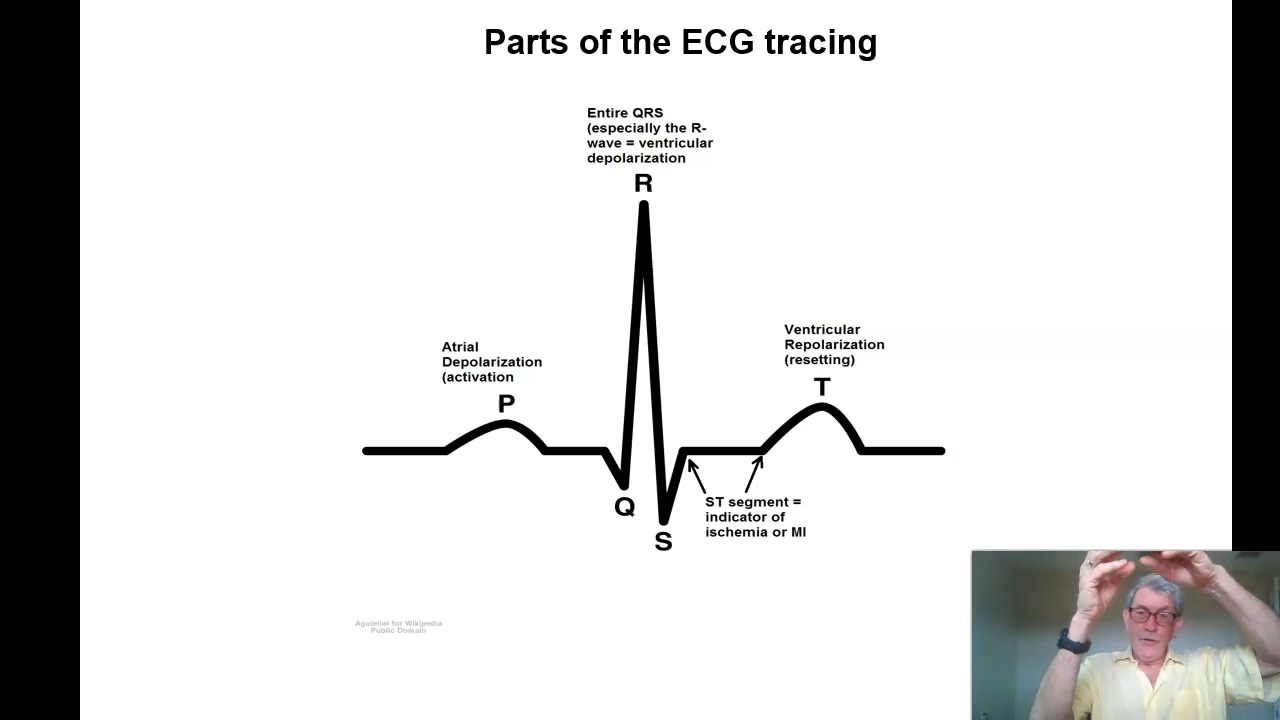 Parts of the ECG tracing
Entire QRS
(especially the R-
wave = ventricular
depolarization
R
Atrial
Depolarization
(activation
P
Ventricular
Repolarization
(resetting)
T
Q
S
ST segment =
indicator of
ischemia or MI
Agatelier for Wikipedia
Public Domain